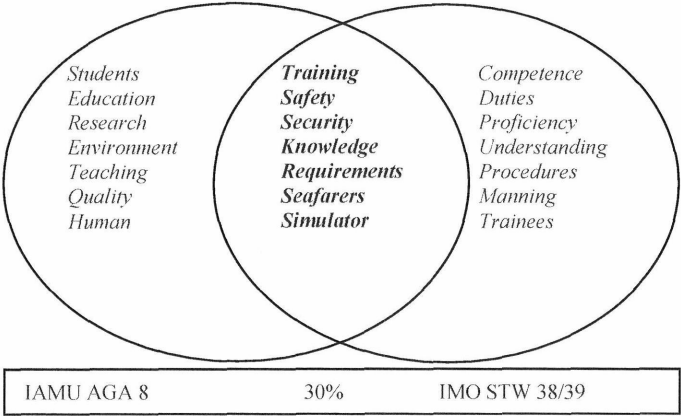 Students Training Competence
Education Safety Duties
Research Security Proficiency
Environment Knowledge Understanding
Teaching Requirements Procedures
Quality Seafarers Manning
Human Simulator Trainees
IAMU AGA 8 30% IMO STW 38/39